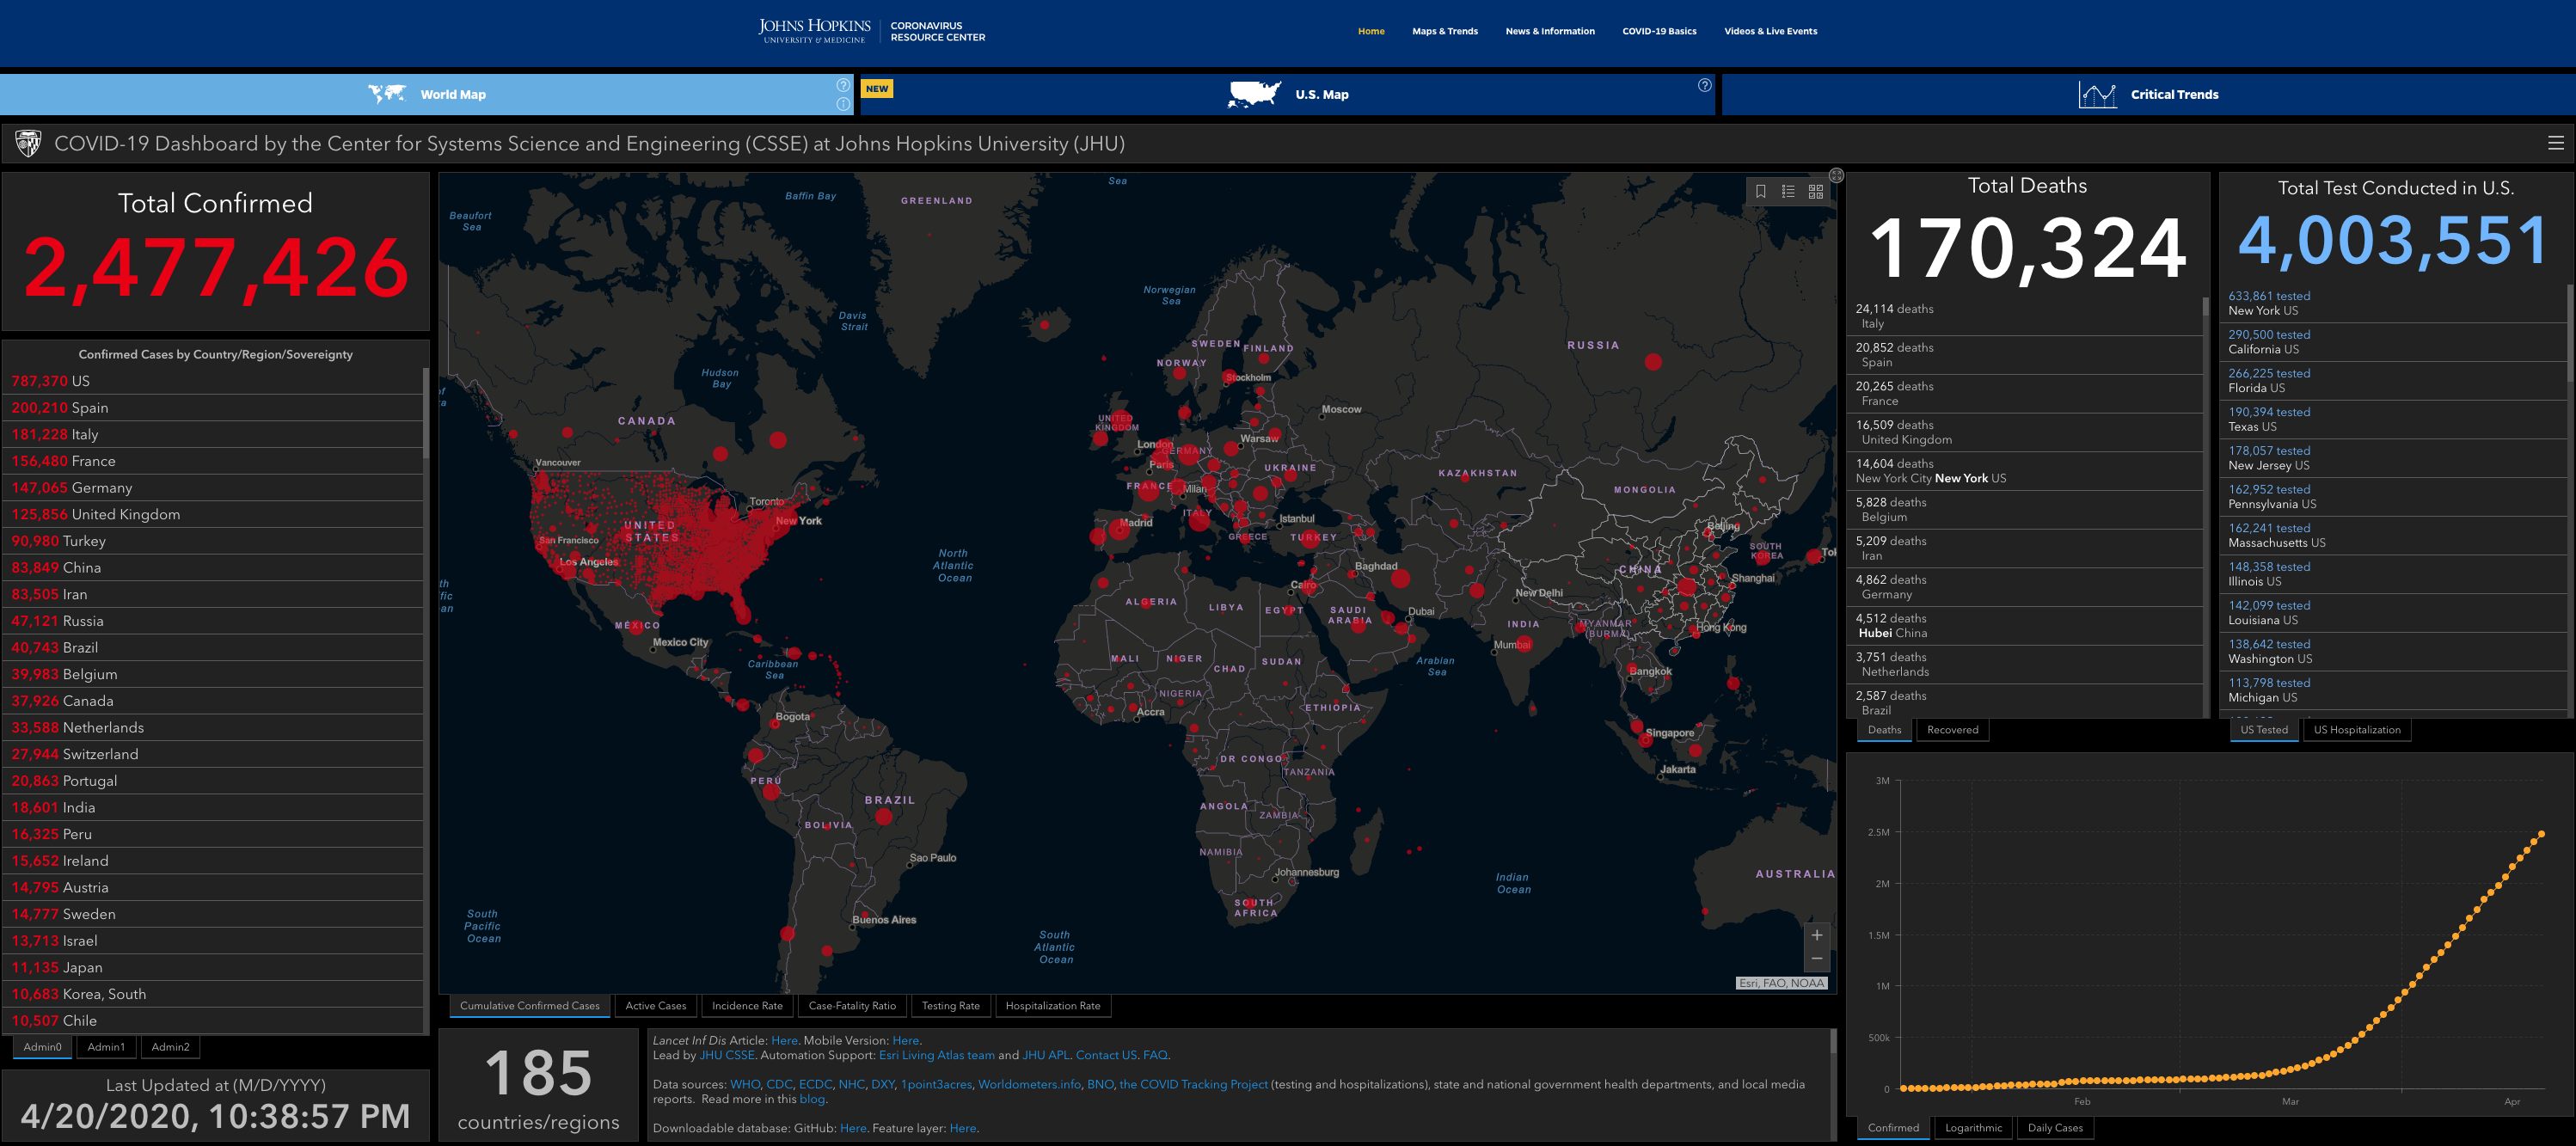 JOHNS HOPKINS
UNIVERSITY & MEDICINE
CORONAVIRUS
RESOURCE CENTER
Home
Maps & Trends
News & Information
COVID-19 Basics
Videos & Live Events
World Map
NEW
U.S. Map
Critical Trends
COVID-19 Dashboard by the Center for Systems Science and Engineering (CSSE) at Johns Hopkins University (JHU)
Total Confirmed
2,477,426
Confirmed Cases by Country/Region/Sovereignty
787,370 US
200,210 Spain
181,228 Italy
156,480 France
147,065 Germany
125,856 United Kingdom
90,980 Turkey
83,849 China
83,505 Iran
47,121 Russia
40,743 Brazil
39,983 Belgium
37,926 Canada
33,588 Netherlands
27,944 Switzerland
20,863 Portugal
18,601 India
16,325 Peru
15,652 Ireland
14,795 Austria
14,777 Sweden
13,713 Israel
11,135 Japan
10,683 Korea, South
10,507 Chile
Admin0
Admin1
Admin2
Last Updated at (M/D/YYYY)
4/20/2020, 10:38:57 PM
Sea
Baffin Bay
GREENLAND
Beaufort
Sea
Norwegian
Sea
Davis
Strait
SWEDEN
FINLAND
NORWAY
RUSSIA
Hudson
Bay
Stockholm
CANADA
UNITED
KINGDOM
Moscow
London
Warsaw
GERMANY
Paris
Vancouver
UKRAINE
KAZAKHSTAN
FRANCE
Milan
MONGOLIA
Toronto
New York
UNITED
STATES
ITALY
Madrid
Istanbul
Beijing
San Francisco
GREECE
TURKEY
SOUTH
KOREA
Tok
North
Atlantic
Ocean
Los Angeles
Baghdad
CHINA
Shanghai
Cairo
New Delhi
ALGERIA
LIBYA
EGYPT
SAUDI
ARABIA
Dubai
MÉXICO
INDIA
MYANMAR
(BURMA)
Hong Kong
Mexico City
Mumbai
Caribbean
Sea
MALI
NIGER
CHAD
SUDAN
Arabian
Sea
Bangkok
NIGERIA
ETHIOPIA
Accra
Bogota
Singapore
DR CONGO
TANZANIA
Jakarta
PERU
BRAZIL
ANGOLA
ZAMBIA
BOLIVIA
NAMIBIA
Sao Paulo
Johannesburg
Indian
Ocean
AUSTRALIA
SOUTH
AFRICA
South
Pacific
Ocean
Buenos Aires
South
Atlantic
Ocean
Esri, FAO, NOAA
Cumulative Confirmed Cases
Active Cases
Incidence Rate
Case-Fatality Ratio
Testing Rate
Hospitalization Rate
185
countries/regions
Lancet Inf Dis Article: Here. Mobile Version: Here.
Lead by JHU CSSE. Automation Support: Esri Living Atlas team and JHU APL. Contact US. FAQ.
Data sources: WHO, CDC, ECDC, NHC, DXY, 1point3acres, Worldometers.info, BNO, the COVID Tracking Project (testing and hospitalizations), state and national government health departments, and local media
reports. Read more in this blog.
Downloadable database: GitHub: Here. Feature layer: Here.
Total Deaths
170,324
24,114 deaths
Italy
20,852 deaths
Spain
20,265 deaths
France
16,509 deaths
United Kingdom
14,604 deaths
New York City New York US
5,828 deaths
Belgium
5,209 deaths
Iran
4,862 deaths
Germany
4,512 deaths
Hubei China
3,751 deaths
Netherlands
2,587 deaths
Brazil
Deaths
Recovered
Total Test Conducted in U.S.
4,003,551
633,861 tested
New York US
290,500 tested
California US
266,225 tested
Florida US
190,394 tested
Texas US
178,057 tested
New Jersey US
162,952 tested
Pennsylvania US
162,241 tested
Massachusetts US
148,358 tested
Illinois US
142,099 tested
Louisiana US
138,642 tested
Washington US
113,798 tested
Michigan US
US Tested
US Hospitalization
3M
2.5M
2M
1.5M
1M
500k
0
Feb
Mar
Apr
Confirmed
Logarithmic
Daily Cases